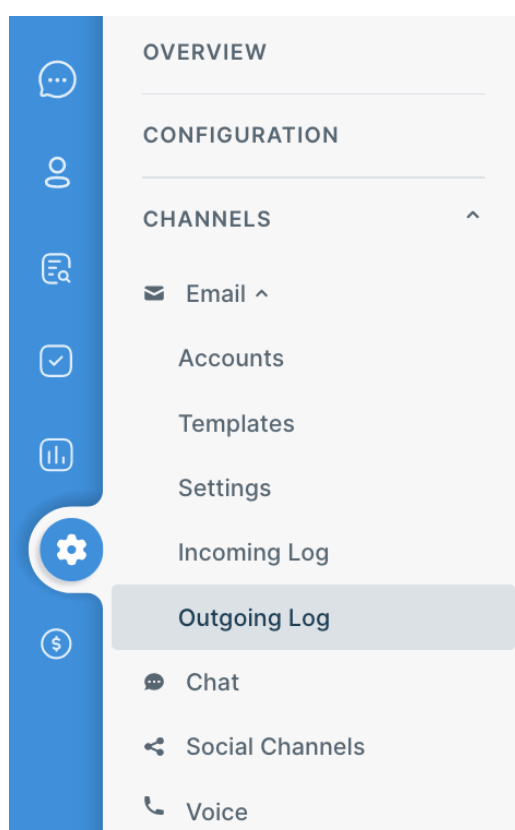 OVERVIEW
CONFIGURATION
CHANNELS
Email
Accounts
Templates
Settings
Incoming Log
Outgoing Log
Chat
Social Channels
Voice
$